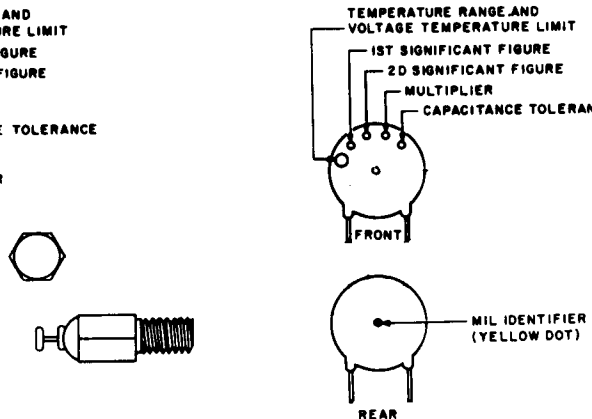 AND
URE LIMIT
GURE
FIGURE
E TOLERANCE
R
TEMPERATURE RANGE AND
VOLTAGE TEMPERATURE LIMIT
1ST SIGNIFICANT FIGURE
2D SIGNIFICANT FIGURE
MULTIPLIER
CAPACITANCE TOLERAN
FRONT
MIL IDENTIFIER
(YELLOW DOT)
REAR